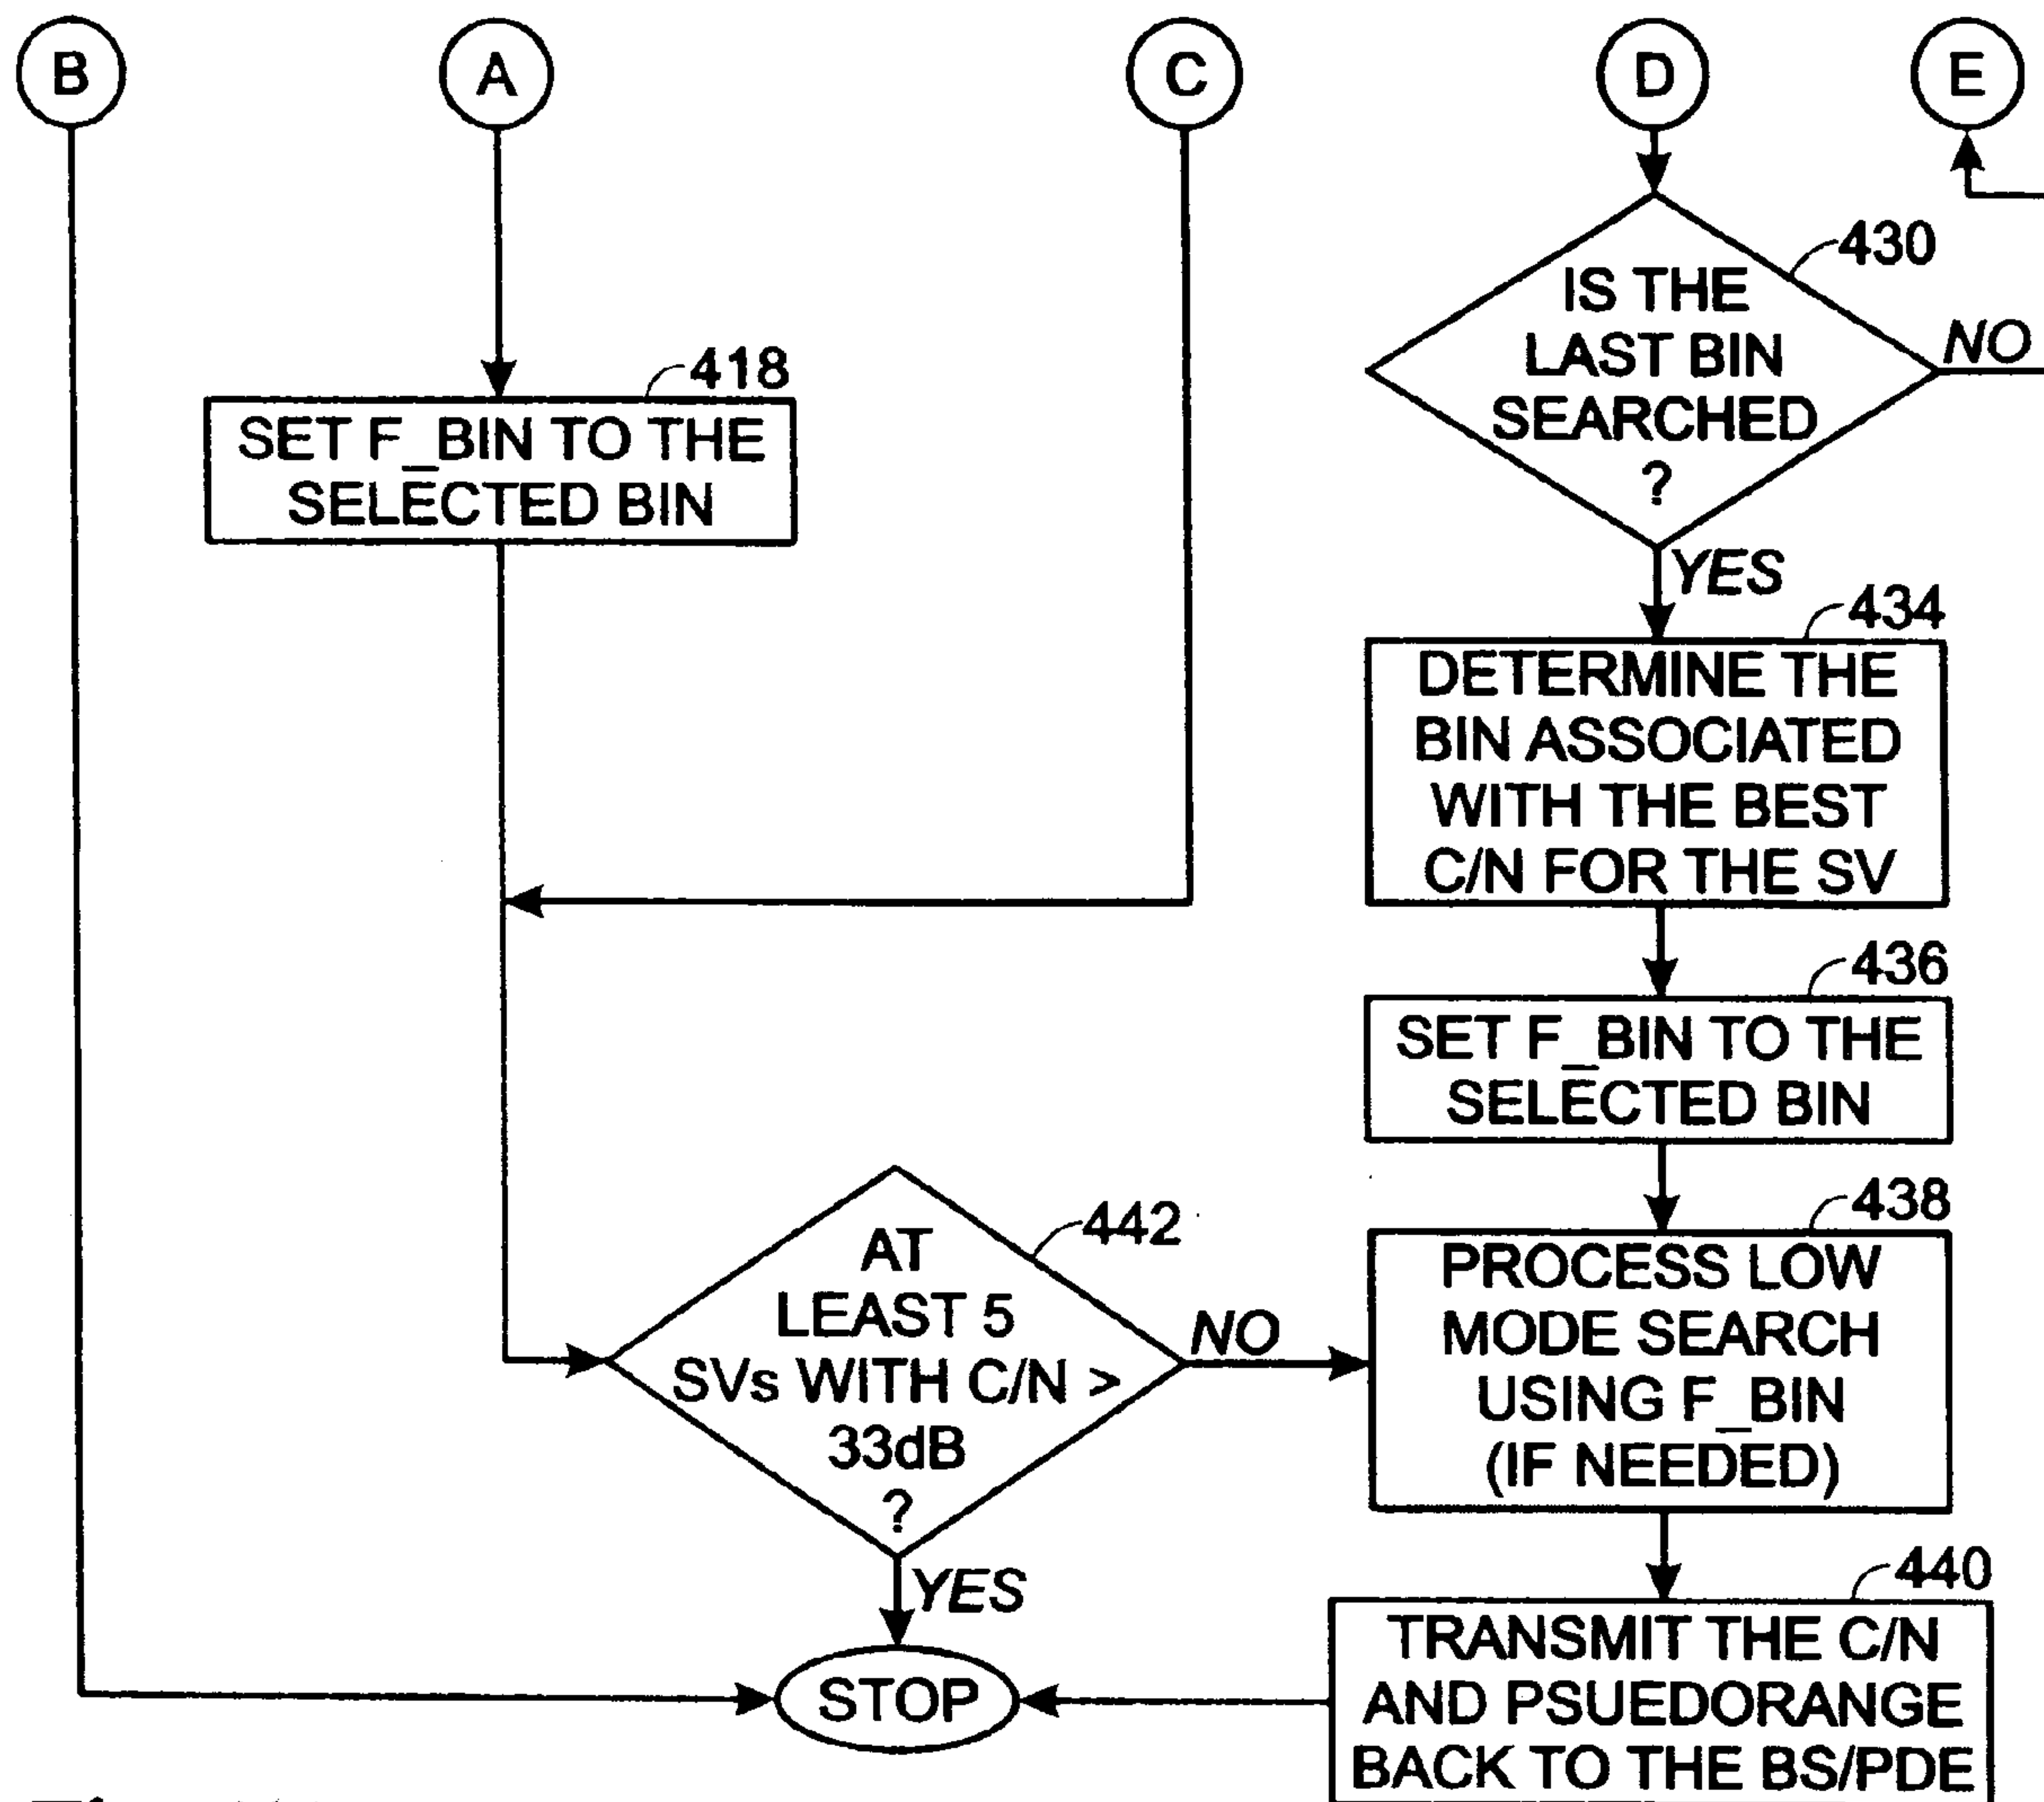 B
A
C
D
E
430
IS THE
LAST BIN
SEARCHED
?
NO
YES
418
SET F_BIN TO THE
SELECTED BIN
434
DETERMINE THE
BIN ASSOCIATED
WITH THE BEST
C/N FOR THE SV
436
SET F_BIN TO THE
SELECTED BIN
442
AT
LEAST 5
SVs WITH C/N >
33dB
?
NO
YES
438
PROCESS LOW
MODE SEARCH
USING F_BIN
(IF NEEDED)
440
TRANSMIT THE C/N
AND PSUEDORANGE
BACK TO THE BS/PDE
STOP